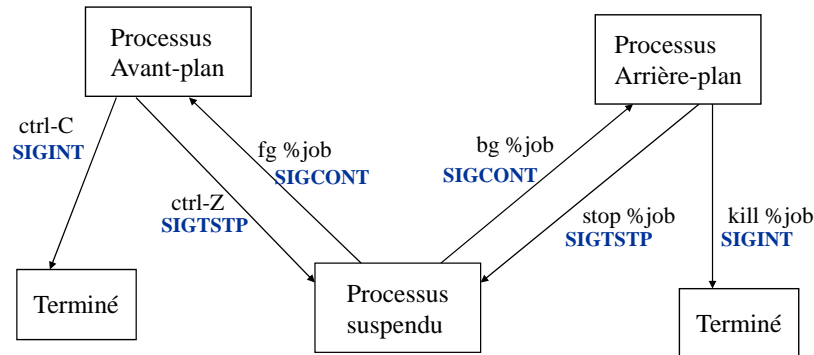 Processus
Avant-plan
Processus
Arrière-plan
ctrl-C
SIGINT
fg %job
SIGCONT
bg %job
SIGCONT
ctrl-Z
SIGTSTP
stop %job
SIGTSTP
kill %job
SIGINT
Terminé
Processus
suspendu
Terminé